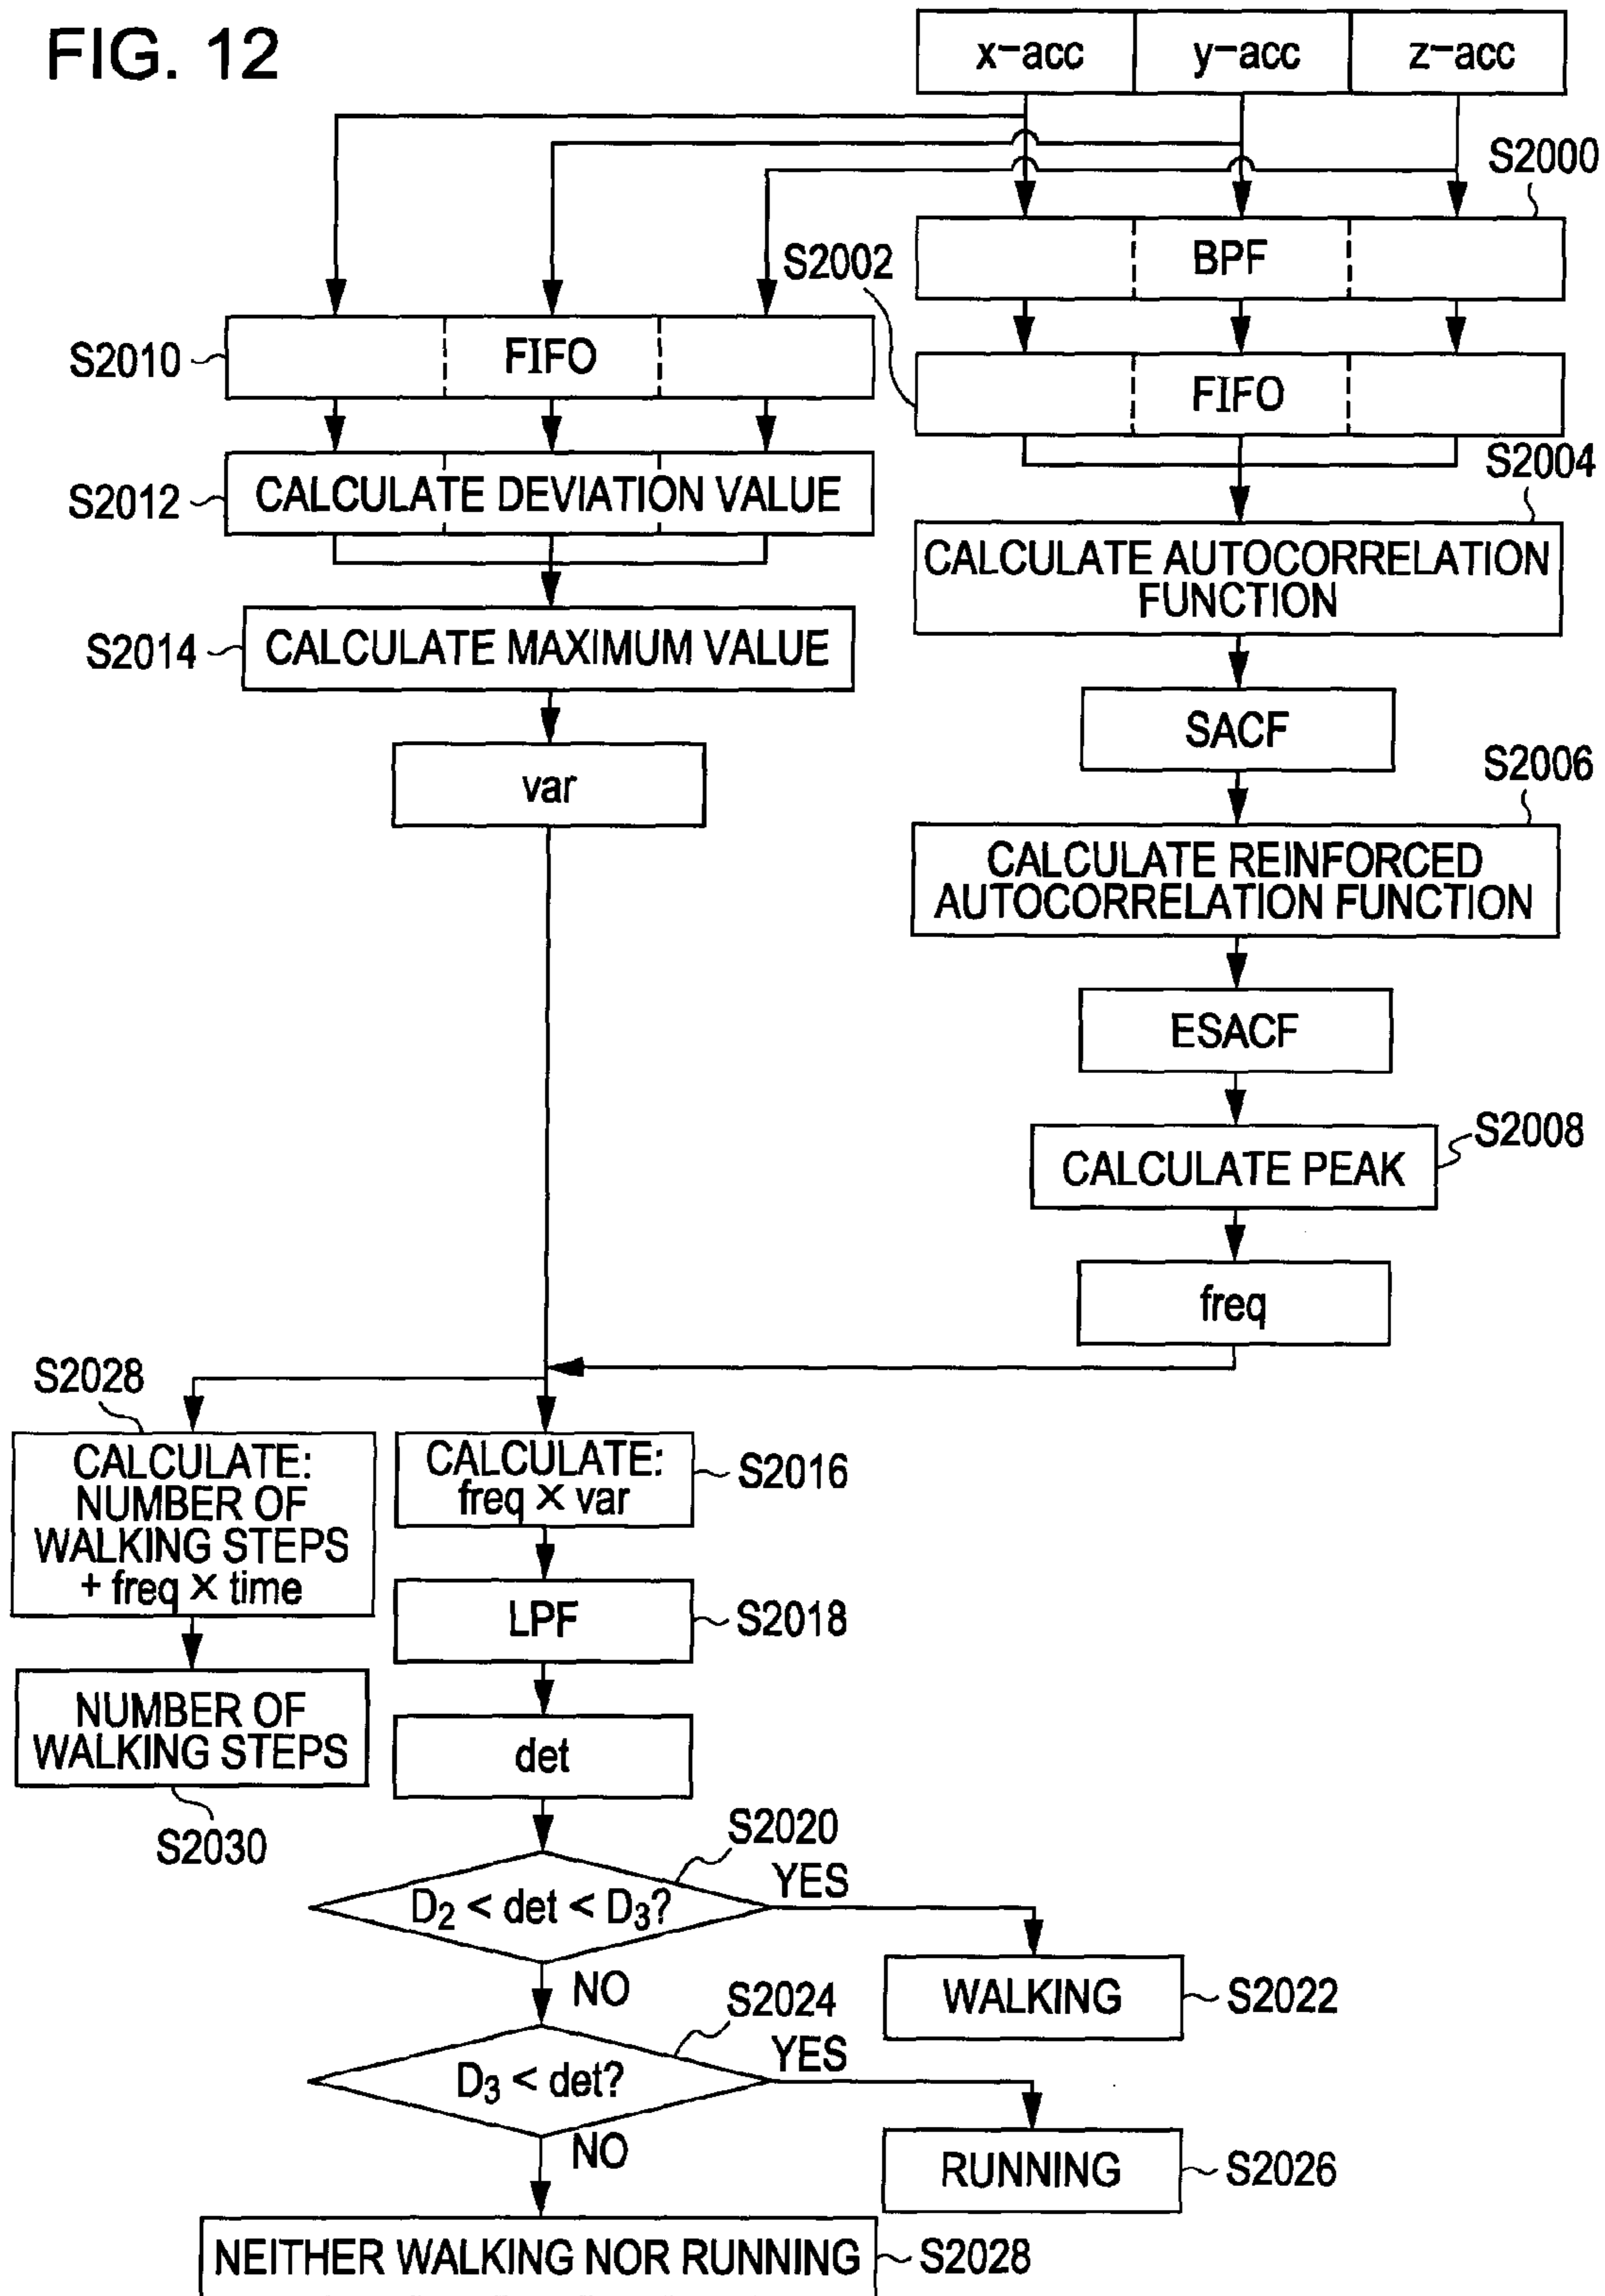 FIG. 12
x-acc y-acc z-acc
S2000
BPF
S2002
FIFO
S2010
FIFO
S2012
CALCULATE DEVIATION VALUE
S2004
CALCULATE AUTOCORRELATION
FUNCTION
S2014
CALCULATE MAXIMUM VALUE
SACF
var
S2006
CALCULATE REINFORCED
AUTOCORRELATION FUNCTION
ESACF
S2008
CALCULATE PEAK
freq
S2028
CALCULATE:
NUMBER OF
WALKING STEPS
+ freq × time
CALCULATE:
freq × var
S2016
LPF
S2018
NUMBER OF
WALKING STEPS
S2030
det
S2020
D2 < det < D3?
YES
NO
WALKING
S2022
S2024
D3 < det?
YES
NO
RUNNING
S2026
NEITHER WALKING NOR RUNNING
S2028